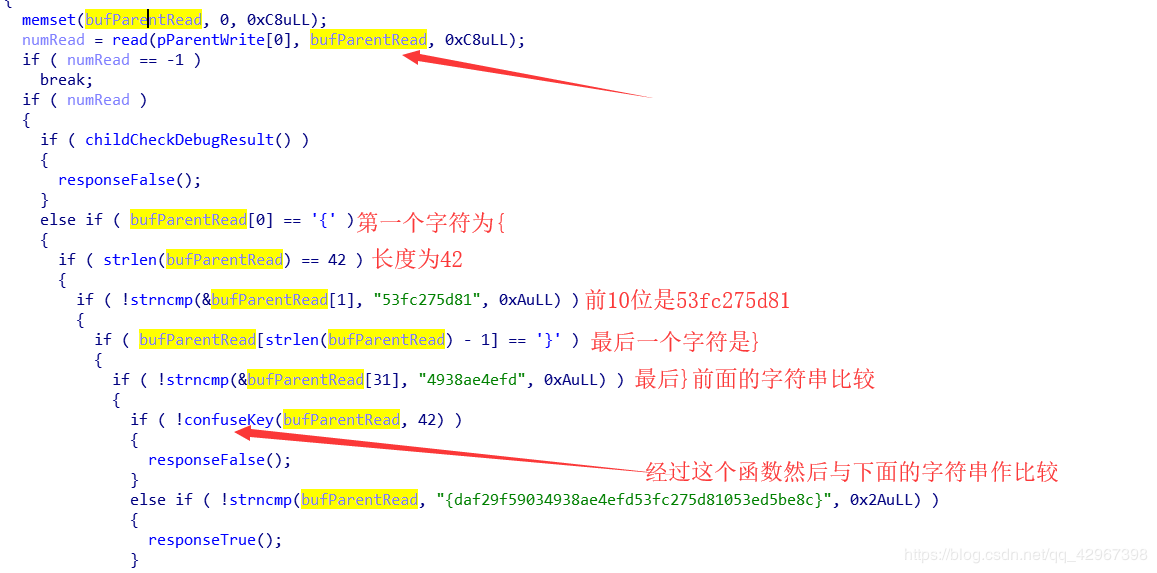 {
memset(bufParentRead, 0, 0xC8uLL);
numRead = read(pParentWrite[0], bufParentRead, 0xC8uLL);
if ( numRead == -1 )
break;
if ( numRead )
{
if ( childCheckDebugResult() )
{
responseFalse();
}
else if ( bufParentRead[0] == '{' ) 第一个字符为{
{
if ( strlen(bufParentRead) == 42 ) 长度为42
{
if ( !strncmp(&bufParentRead[1], "53fc275d81", 0xAuLL) ) 前10位是53fc275d81
{
if ( bufParentRead[strlen(bufParentRead) - 1] == '}' ) 最后一个字符是}
{
if ( !strncmp(&bufParentRead[31], "4938ae4efd", 0xAuLL) ) 最后}前面的字符串比较
{
if ( !confuseKey(bufParentRead, 42) )
{
responseFalse();
} 经过这个函数然后与下面的字符串作比较
else if ( !strncmp(bufParentRead, "{daf29f59034938ae4efd53fc275d81053ed5be8c}", 0x2AuLL) )
{
responseTrue();
}
https://blog.csdn.net/qq_42967398